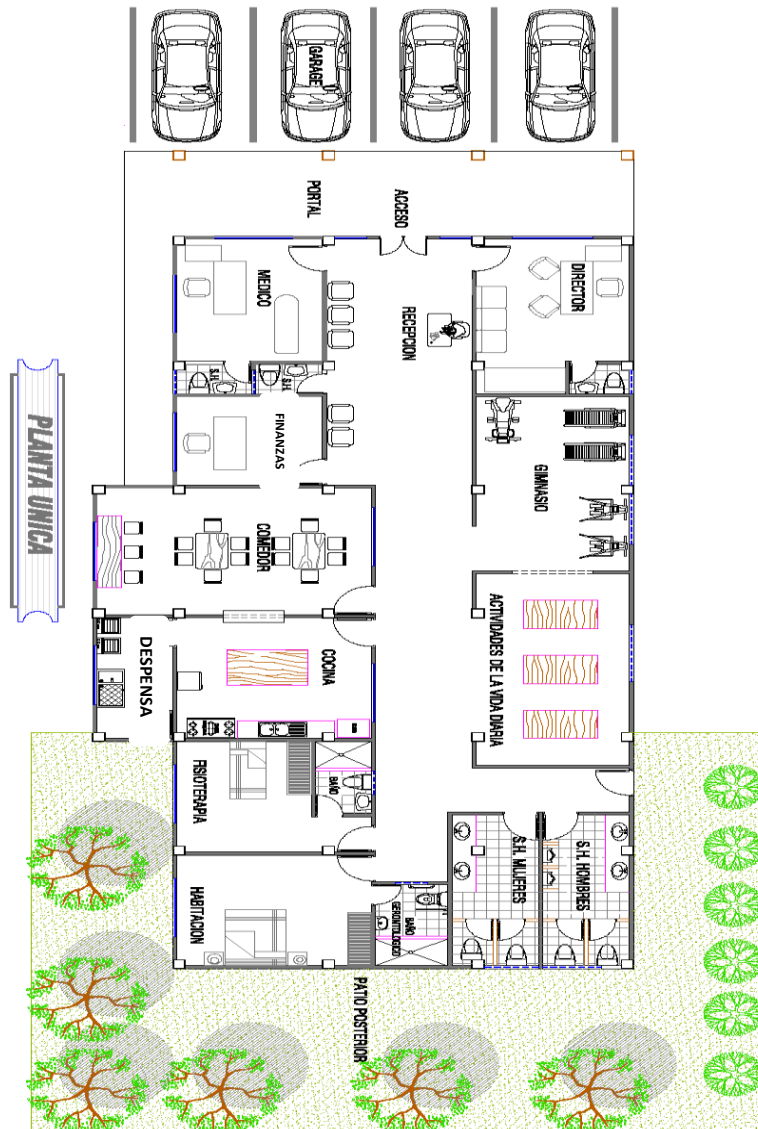 GARAGE
PORTAL
ACCESO
MEDICO
RECEPCION
DIRECTOR
S.H.
S.H.
FINANZAS
GIMNASIO
PLANTA UNICA
COMEDOR
ACTIVIDADES DE LA VIDA DIARIA
DESPENSA
COCINA
FISIOTERAPIA
BAÑO
S.H. MUJERES
S.H. HOMBRES
HABITACION
BAÑO
GERONTOLOGICO
PATIO POSTERIOR